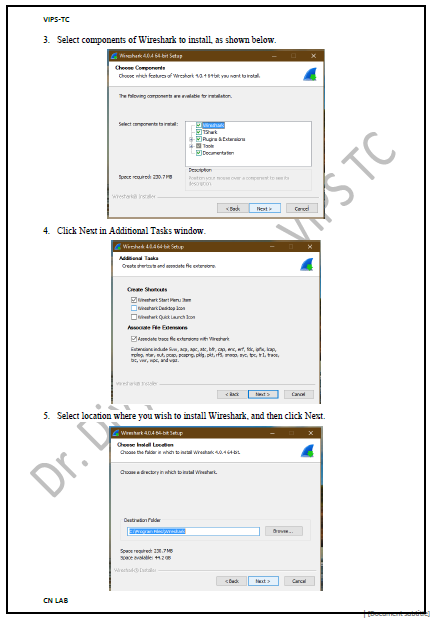 VIPS-TC
3. Select components of Wireshark to install, as shown below.
Wireshark 4.0.4 64-bit Setup
Choose Components
Choose which features of Wireshark 4.0.4 64-bit you want to install.
The following components are available for installation.
Select components to install:
Wireshark
TShark
Plugins & Extensions
Tools
Documentation
Space required: 230.7 MB
Description
Position your mouse over a component to see its
description.
Wireshark® Installer
< Back
Next >
Cancel
4. Click Next in Additional Tasks window.
Wireshark 4.0.4 64-bit Setup
Additional Tasks
Create shortcuts and associate file extensions.
Create Shortcuts
Wireshark Start Menu Item
Wireshark Desktop Icon
Wireshark Quick Launch Icon
Associate File Extensions
Associate trace file extensions with Wireshark
Extensions include 5vw, acp, apc, atc, bfr, cap, enc, erf, fdc, ipfix, lcap,
mplog, ntar, out, pcap, pcapng, pklg, pkt, rf5, snoop, syc, tpc, tr1, trace,
trc, vwr, wpc, and wpz.
Wireshark® Installer
< Back
Next >
Cancel
5. Select location where you wish to install Wireshark, and then click Next.
Wireshark 4.0.4 64-bit Setup
Choose Install Location
Choose the folder in which to install Wireshark 4.0.4 64-bit.
Choose a directory in which to install Wireshark.
Destination Folder
C:\Program Files\Wireshark
Browse...
Space required: 230.7 MB
Space available: 44.2 GB
Wireshark® Installer
< Back
Next >
Cancel
Dr. VIPS TC
CN LAB
| [Document subtitle]